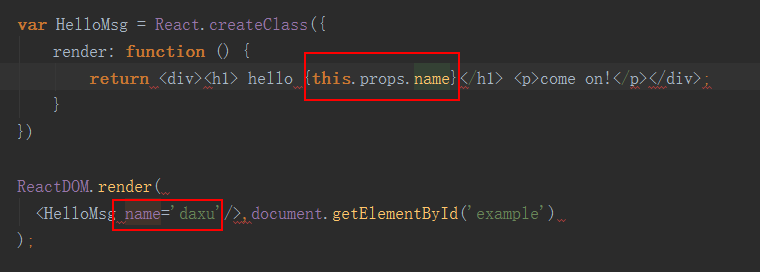 var HelloMsg = React.createClass({
    render: function () {
        return <div><h1> hello {this.props.name}</h1> <p>come on!</p></div>;
    }
})
ReactDOM.render(
  <HelloMsg name='daxu'/>,document.getElementById('example')
);